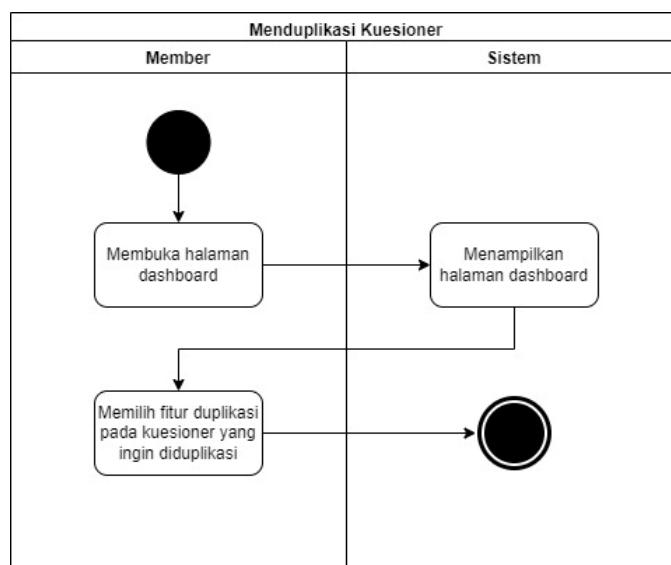 Menduplikasi Kuesioner
Member
Sistem
Membuka halaman
dashboard
Menampilkan
halaman dashboard
Memilih fitur duplikasi
pada kuesioner yang
ingin diduplikasi